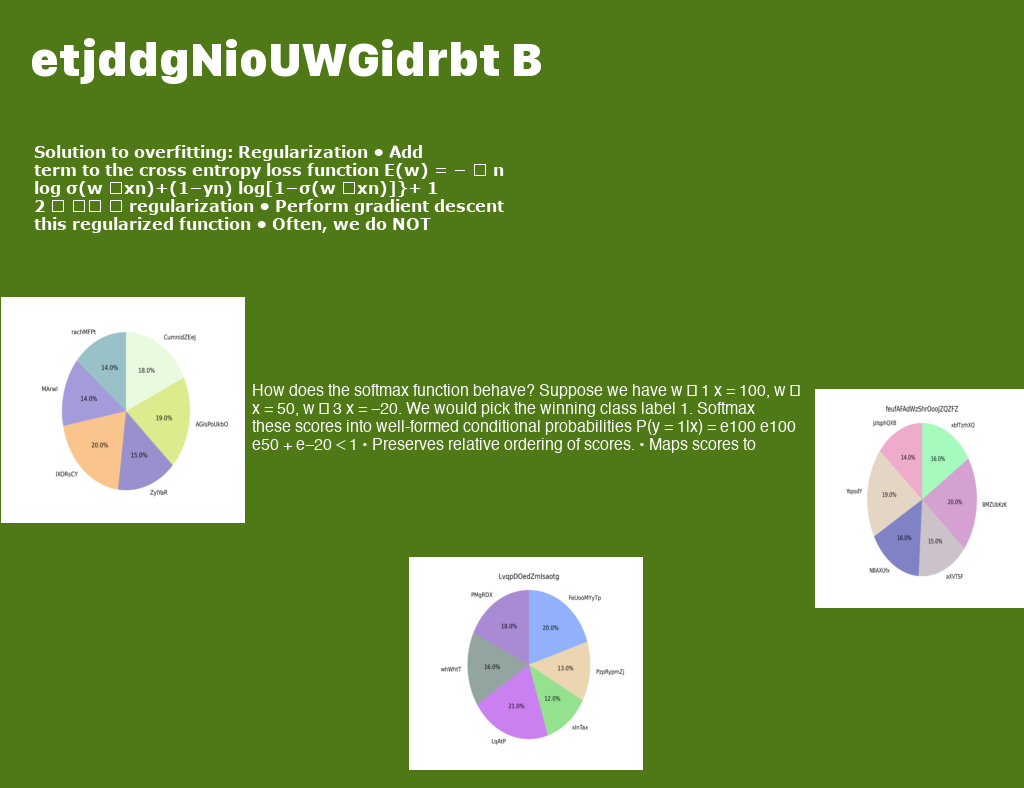 etjddgNioUWGidrbt B
Solution to overfitting: Regularization • Add
term to the cross entropy loss function E(w) = − □ n
log σ(w □xn)+(1−yn) log[1−σ(w □xn)]}+ 1
2 □ □□ □ regularization • Perform gradient descent
this regularized function • Often, we do NOT
rachMFPt
CumnidZEeJ
14.0%
18.0%
MArwl
14.0%
19.0%
AGlsPoUkbO
20.0%
15.0%
IXORsCY
ZylYbR
How does the softmax function behave? Suppose we have w □ 1 x = 100, w □
x = 50, w □ 3 x = −20. We would pick the winning class label 1. Softmax
these scores into well-formed conditional probabilities P(y = 1|x) = e100 e100
e50 + e−20 < 1 • Preserves relative ordering of scores. • Maps scores to
feufAFAdWzShrOoojZQZFZ
jzlqphQXB
xbfTzrhXQ
14.0%
16.0%
YopsdY
19.0%
20.0%
BMZUbKzK
16.0%
15.0%
NBAXUfx
aXVTSF
LvqpDOedZmIsaotg
PMgRDX
FeUooMYyTp
18.0%
20.0%
whWhtT
16.0%
13.0%
PzpRypmZj
21.0%
12.0%
xlnTax
LqAtP